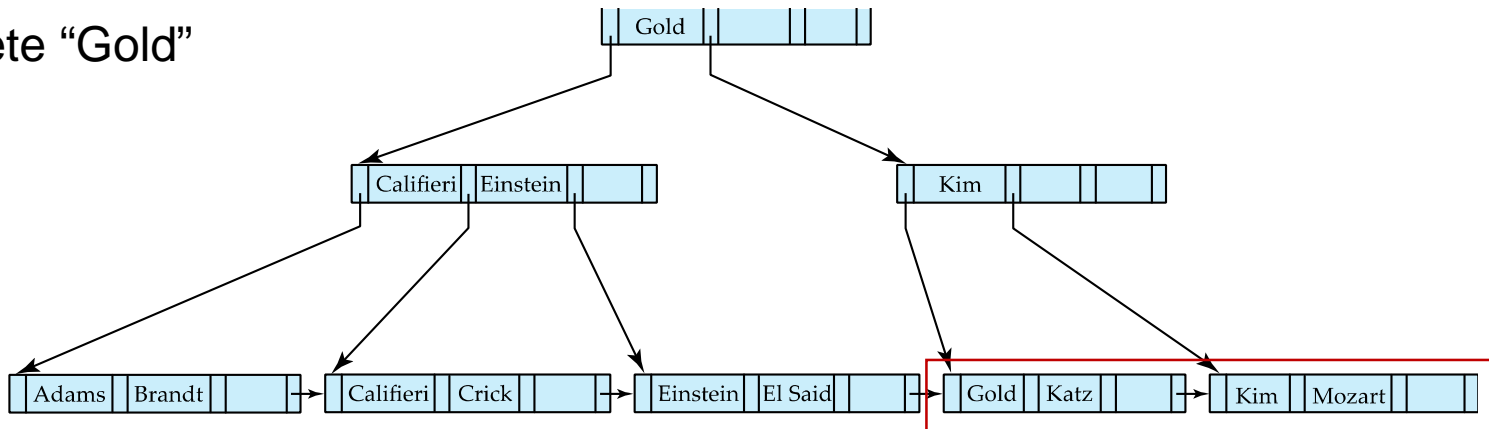 ete “Gold”
Gold
Califieri Einstein
Kim
Adams Brandt
Califieri Crick
Einstein El Said
Gold Katz
Kim Mozart